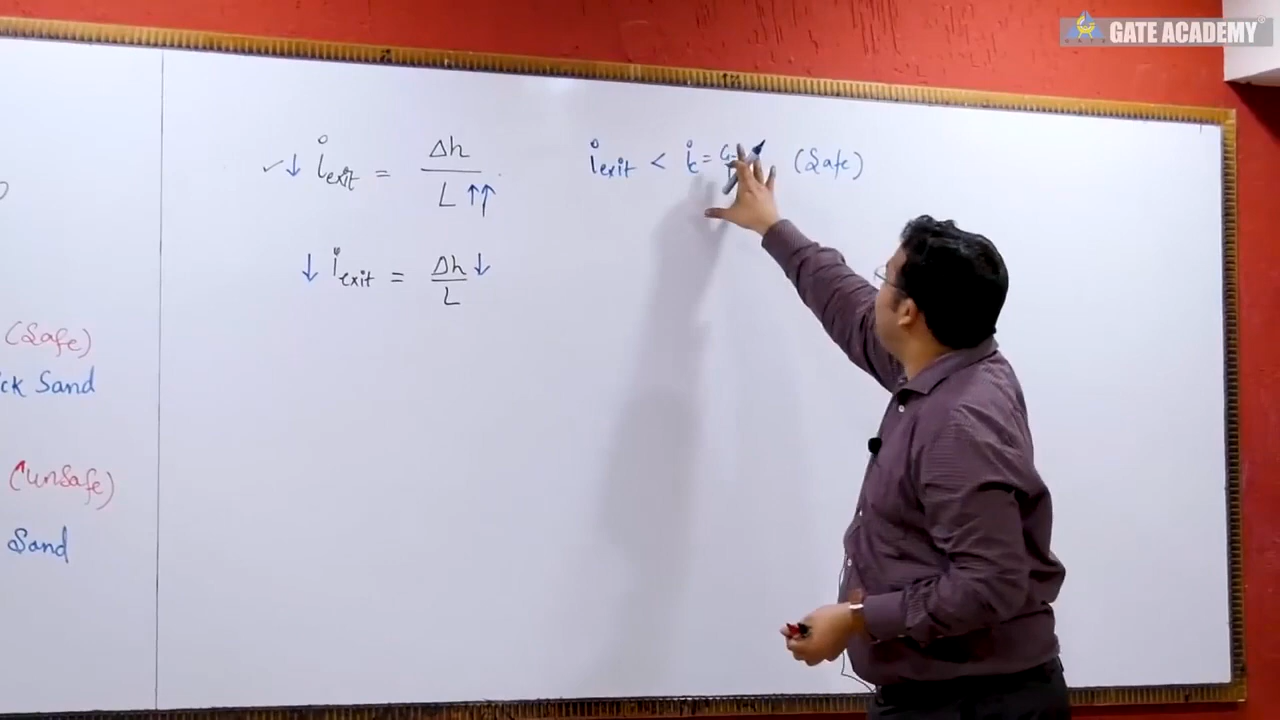 GATE ACADEMY
✓ ↓ i_exit = Δh / L ↑↑
i_exit < i_c = (Safe)
↓ i_exit = Δh ↓ / L
(Safe)
ck Sand
(unsafe)
Sand